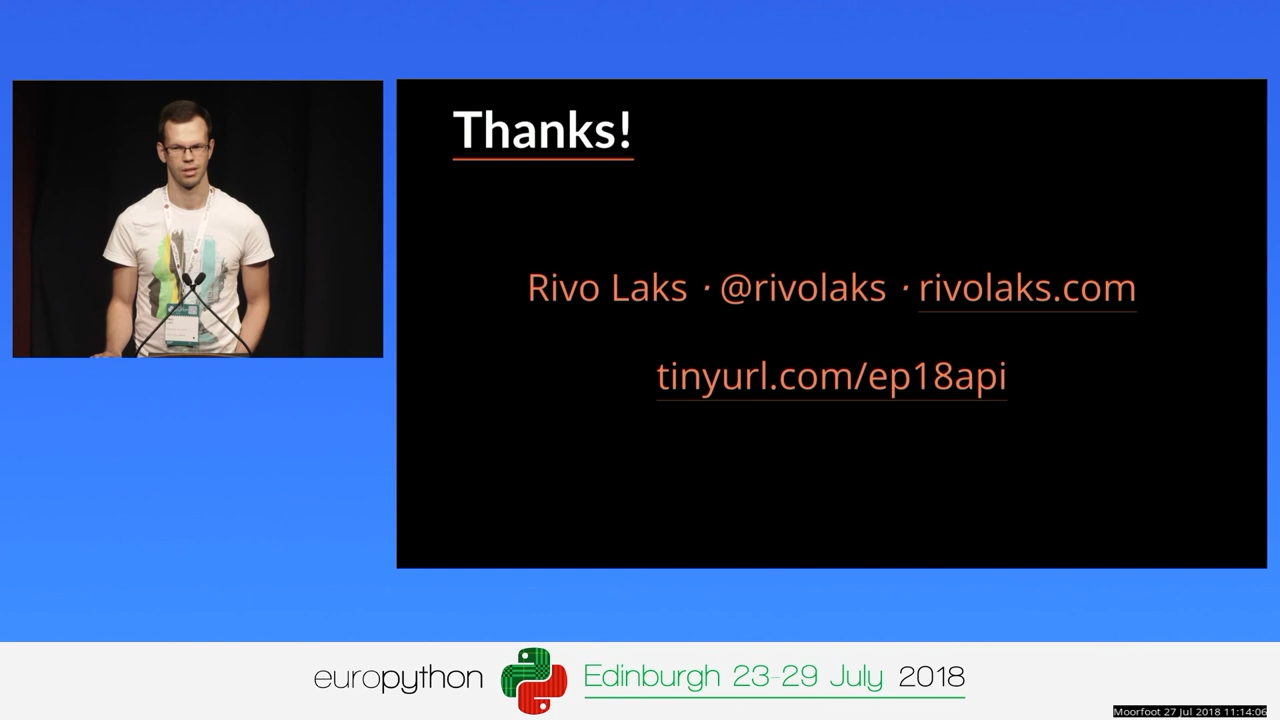 Thanks!
Rivo Laks · @rivolaks · rivolaks.com
tinyurl.com/ep18api
europython Edinburgh 23-29 July 2018
Moorfoot 27 Jul 2018 11:14:06